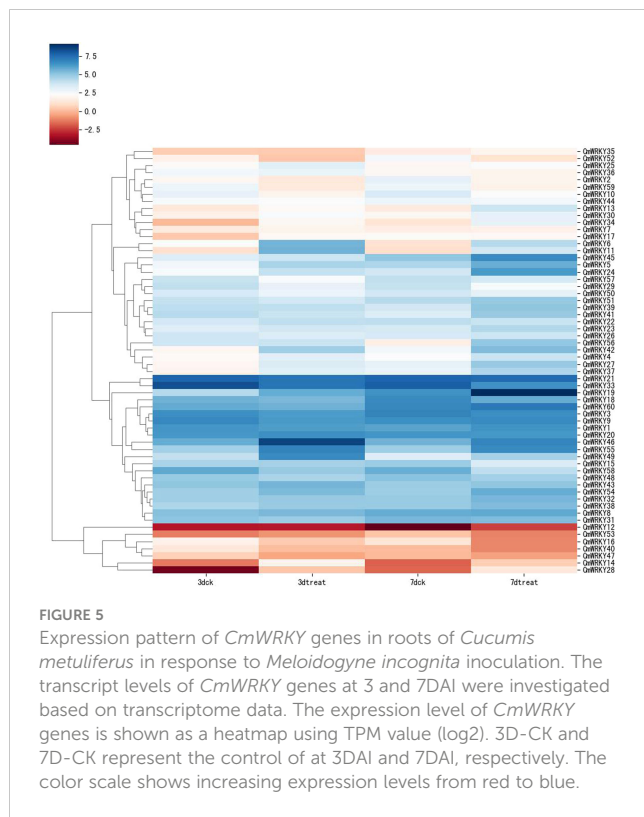 7.5
5.0
2.5
0.0
-2.5
CmWRKY35
CmWRKY52
CmWRKY25
CmWRKY36
CmWRKY2
CmWRKY59
CmWRKY10
CmWRKY44
CmWRKY13
CmWRKY30
CmWRKY34
CmWRKY7
CmWRKY17
CmWRKY6
CmWRKY11
CmWRKY45
CmWRKY5
CmWRKY24
CmWRKY57
CmWRKY29
CmWRKY50
CmWRKY51
CmWRKY39
CmWRKY41
CmWRKY22
CmWRKY23
CmWRKY26
CmWRKY56
CmWRKY42
CmWRKY4
CmWRKY27
CmWRKY37
CmWRKY21
CmWRKY33
CmWRKY19
CmWRKY18
CmWRKY60
CmWRKY3
CmWRKY9
CmWRKY1
CmWRKY20
CmWRKY46
CmWRKY55
CmWRKY49
CmWRKY15
CmWRKY58
CmWRKY48
CmWRKY43
CmWRKY54
CmWRKY32
CmWRKY38
CmWRKY8
CmWRKY31
CmWRKY12
CmWRKY53
CmWRKY16
CmWRKY40
CmWRKY47
CmWRKY14
CmWRKY28
3dck 3dtreat 7dck 7dtreat
FIGURE 5
Expression pattern of CmWRKY genes in roots of Cucumis
metuliferus in response to Meloidogyne incognita inoculation. The
transcript levels of CmWRKY genes at 3 and 7DAI were investigated
based on transcriptome data. The expression level of CmWRKY
genes is shown as a heatmap using TPM value (log2). 3D-CK and
7D-CK represent the control of at 3DAI and 7DAI, respectively. The
color scale shows increasing expression levels from red to blue.